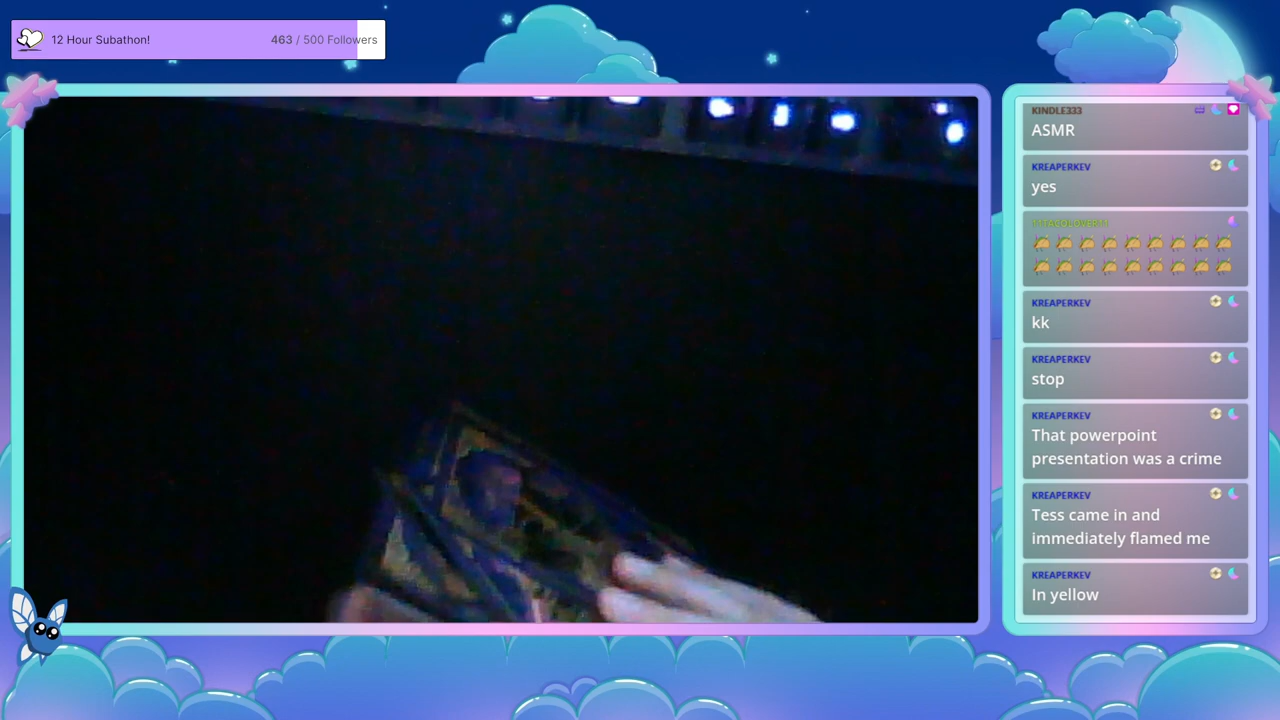 12 Hour Subathon!
463 / 500 Followers
KINDLE333
ASMR
KREAPERKEV
yes
KREAPERKEV
kk
KREAPERKEV
stop
KREAPERKEV
That powerpoint
presentation was a crime
KREAPERKEV
Tess came in and
immediately flamed me
KREAPERKEV
In yellow